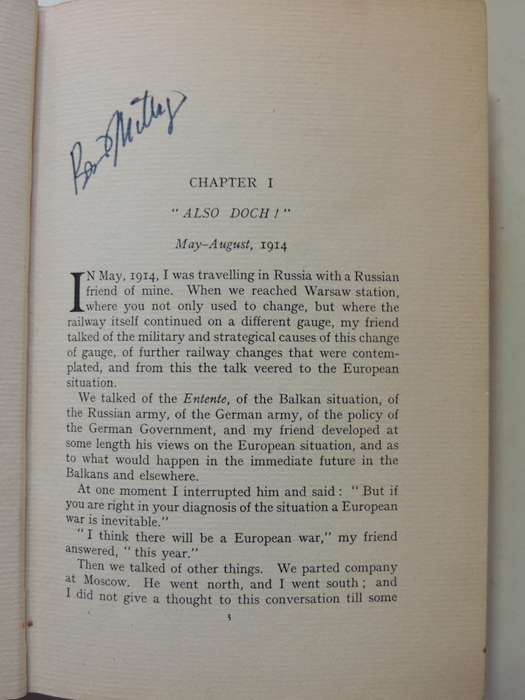 CHAPTER I
“ ALSO DOCH ! ”
May–August, 1914
IN May, 1914, I was travelling in Russia with a Russian
friend of mine. When we reached Warsaw station,
where you not only used to change, but where the
railway itself continued on a different gauge, my friend
talked of the military and strategical causes of this change
of gauge, of further railway changes that were contem-
plated, and from this the talk veered to the European
situation.
We talked of the Entente, of the Balkan situation, of
the Russian army, of the German army, of the policy of
the German Government, and my friend developed at
some length his views on the European situation, and as
to what would happen in the immediate future in the
Balkans and elsewhere.
At one moment I interrupted him and said : “ But if
you are right in your diagnosis of the situation a European
war is inevitable.”
“ I think there will be a European war,” my friend
answered, “ this year.”
Then we talked of other things. We parted company
at Moscow. He went north, and I went south ; and
I did not give a thought to this conversation till some
5